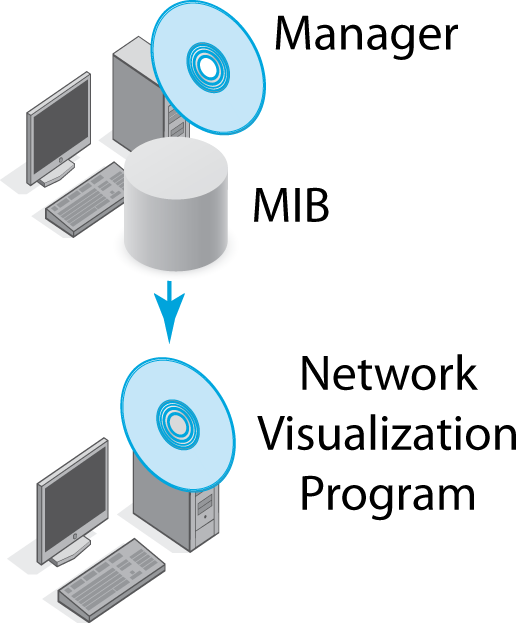 Manager
MIB
Network
Visualization
Program